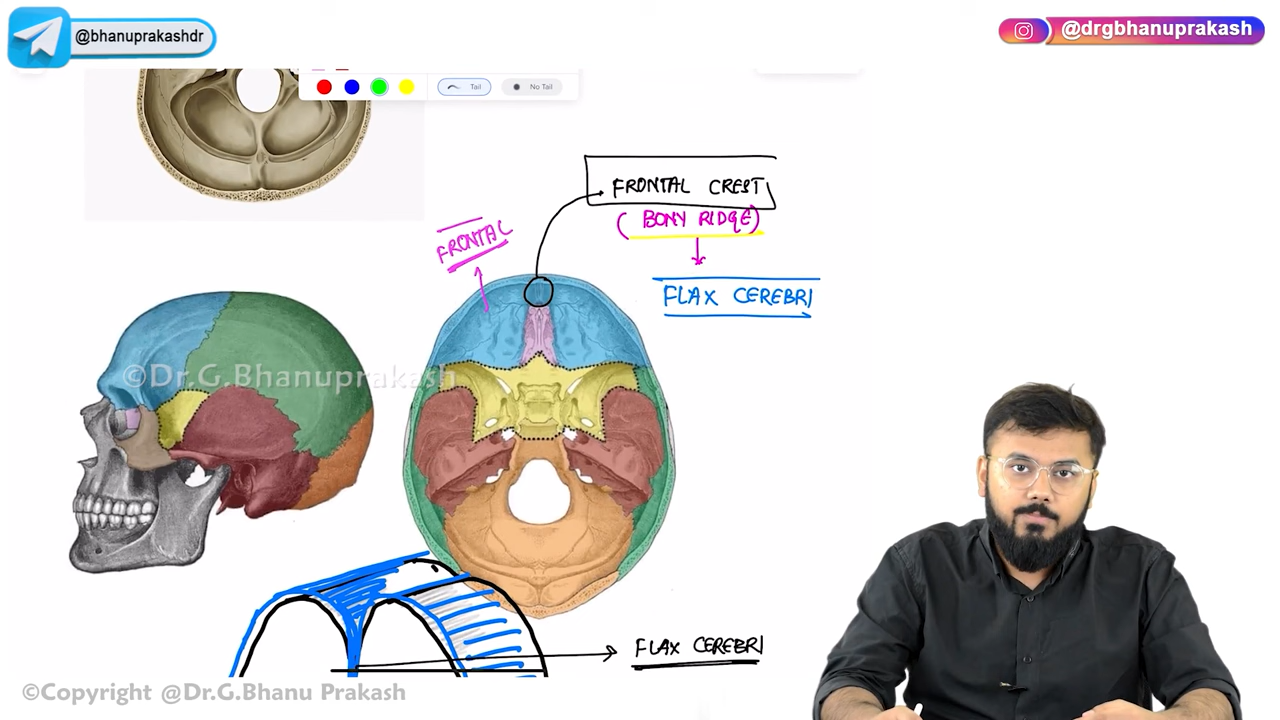 @bhanuprakashdr
@drgbhanuprakash
Tail
No Tail
FRONTAL CREST
(BONY RIDGE)
FRONTAL
FLAX CEREBRI
©Dr.G.Bhanuprakash
FLAX CEREBRI
©Copyright @Dr.G.Bhanu Prakash